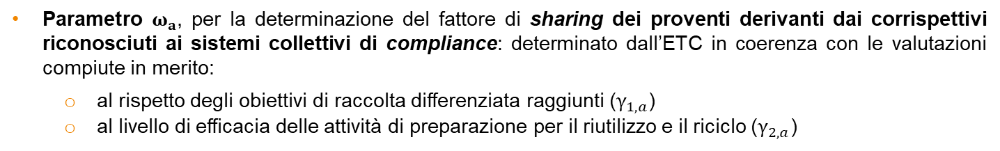 • Parametro ωₐ, per la determinazione del fattore di sharing dei proventi derivanti dai corrispettivi
riconosciuti ai sistemi collettivi di compliance: determinato dall'ETC in coerenza con le valutazioni
compiute in merito:
o al rispetto degli obiettivi di raccolta differenziata raggiunti (γ₁,ₐ)
o al livello di efficacia delle attività di preparazione per il riutilizzo e il riciclo (γ₂,ₐ)